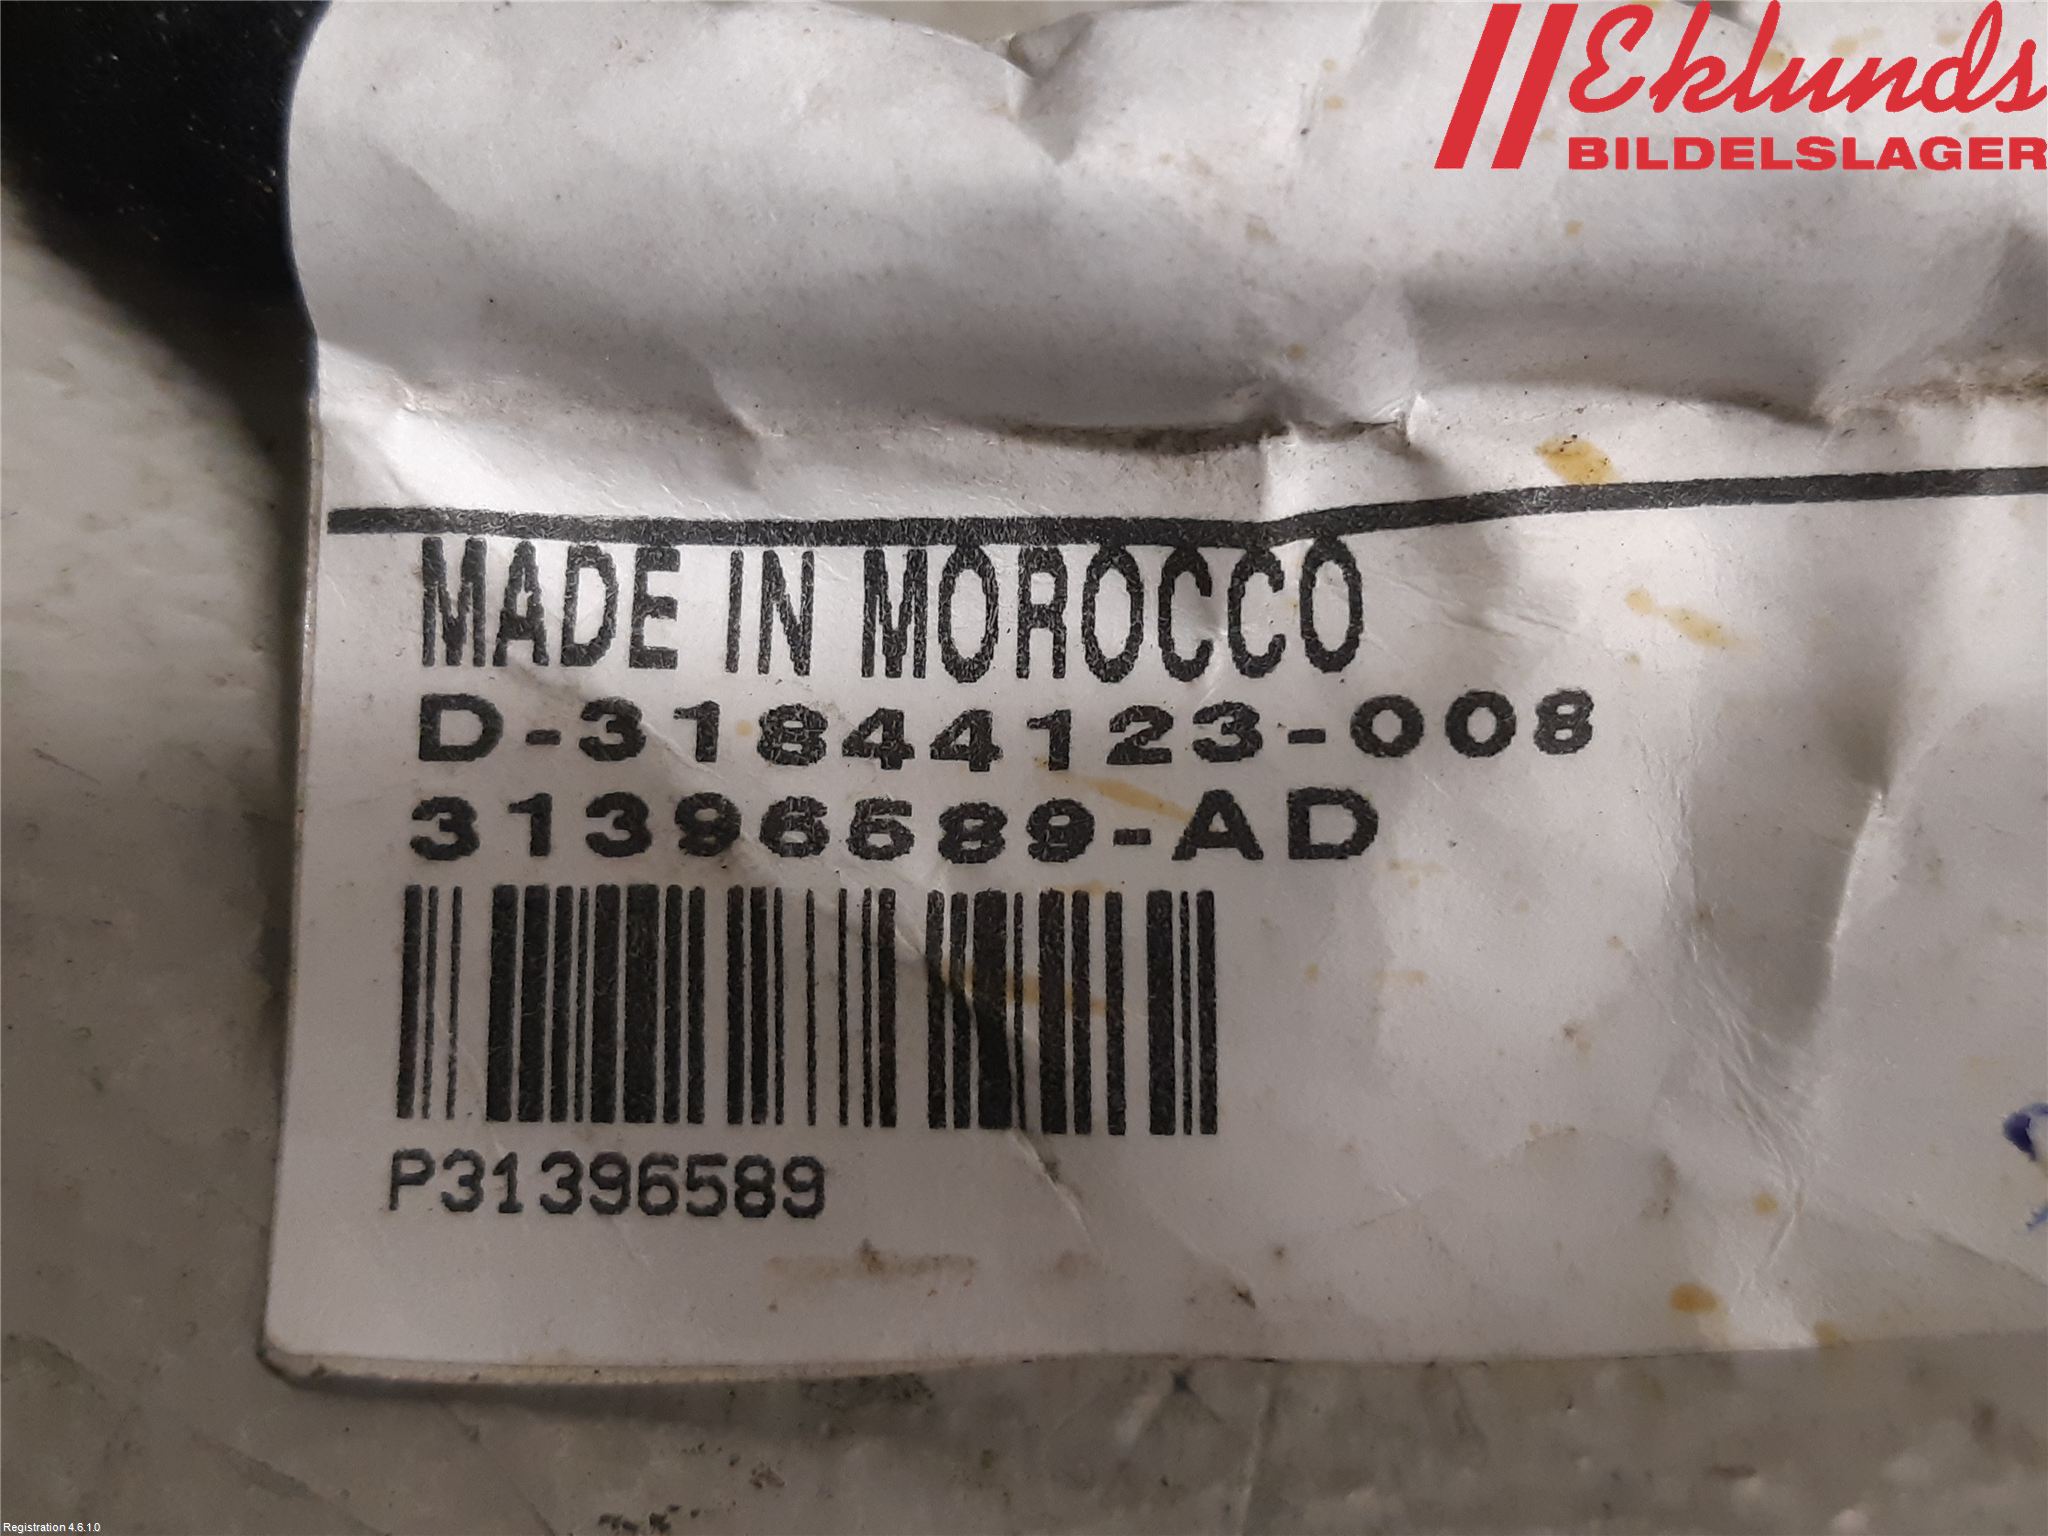 Eklunds
BILDELSLAGER
MADE IN MOROCCO
D-31844123-008
31396589-AD
P31396589
Registration 4.6.1.0